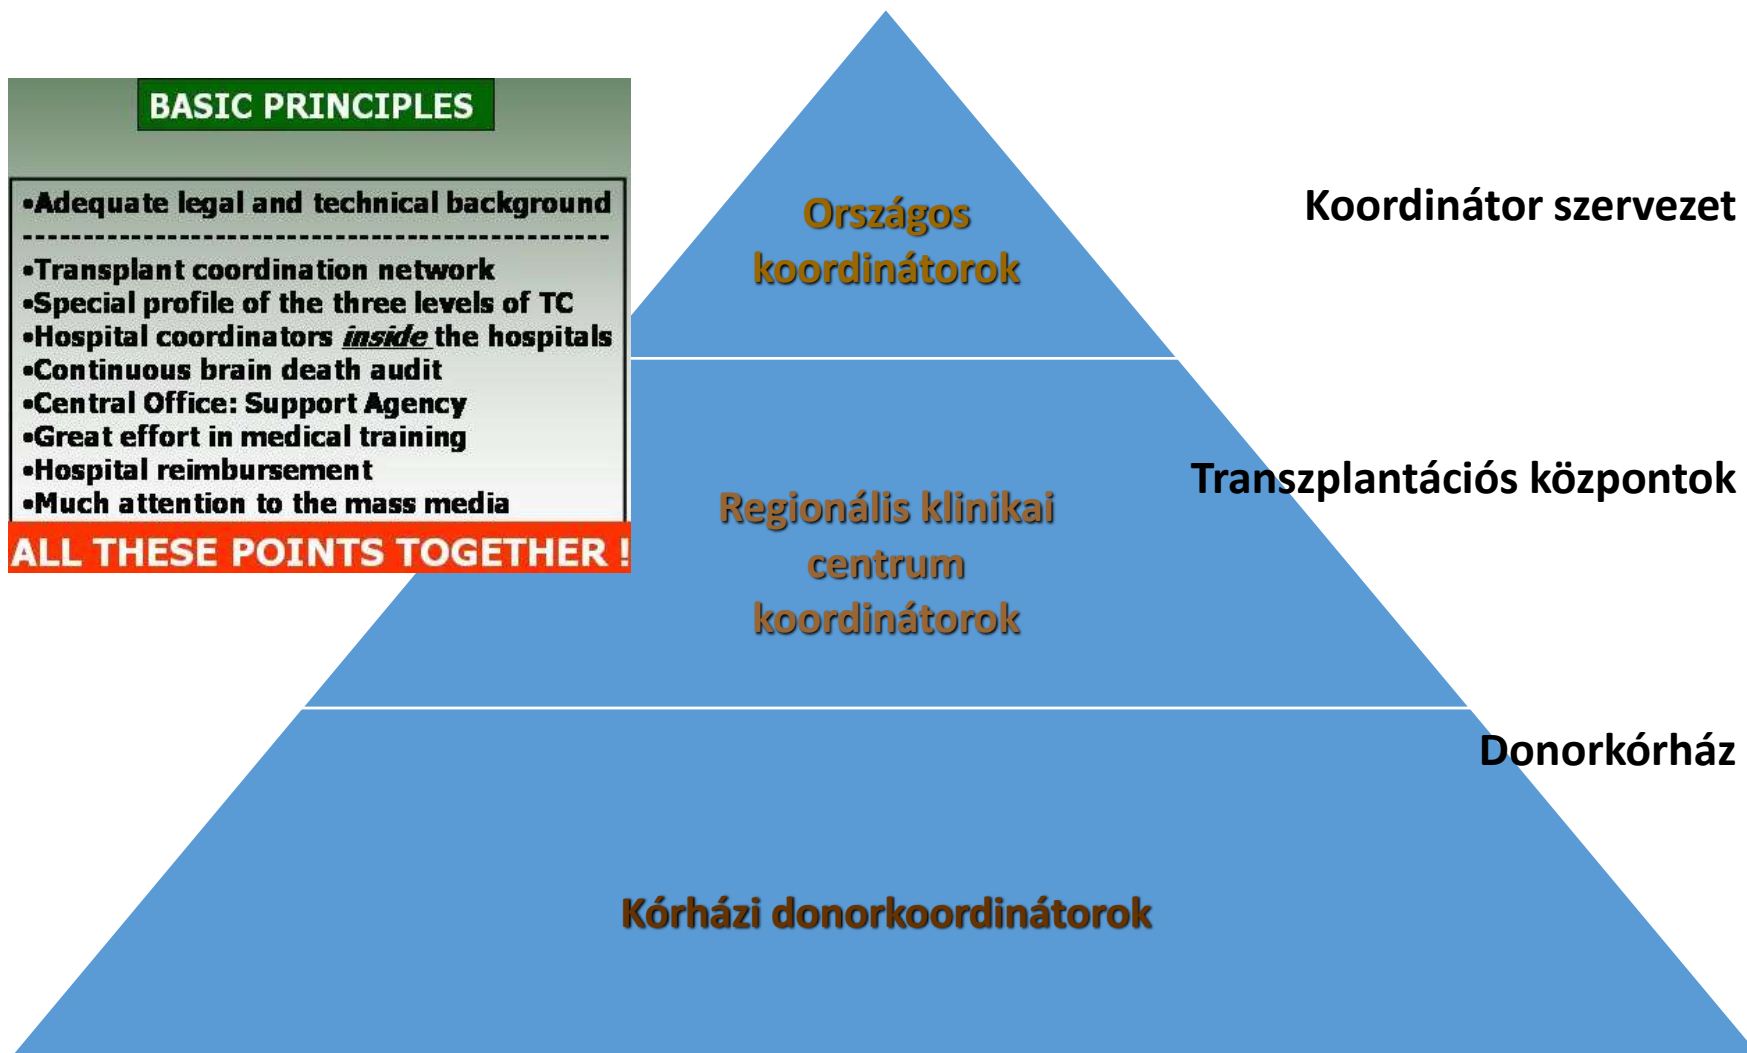 BASIC PRINCIPLES
•Adequate legal and technical background
------------------------------------------------
•Transplant coordination network
•Special profile of the three levels of TC
•Hospital coordinators inside the hospitals
•Continuous brain death audit
•Central Office: Support Agency
•Great effort in medical training
•Hospital reimbursement
•Much attention to the mass media
ALL THESE POINTS TOGETHER !
Országos
koordinátorok
Koordinátor szervezet
Regionális klinikai
centrum
koordinátorok
Transzplantációs központok
Donorkórház
Kórházi donorkoordinátorok